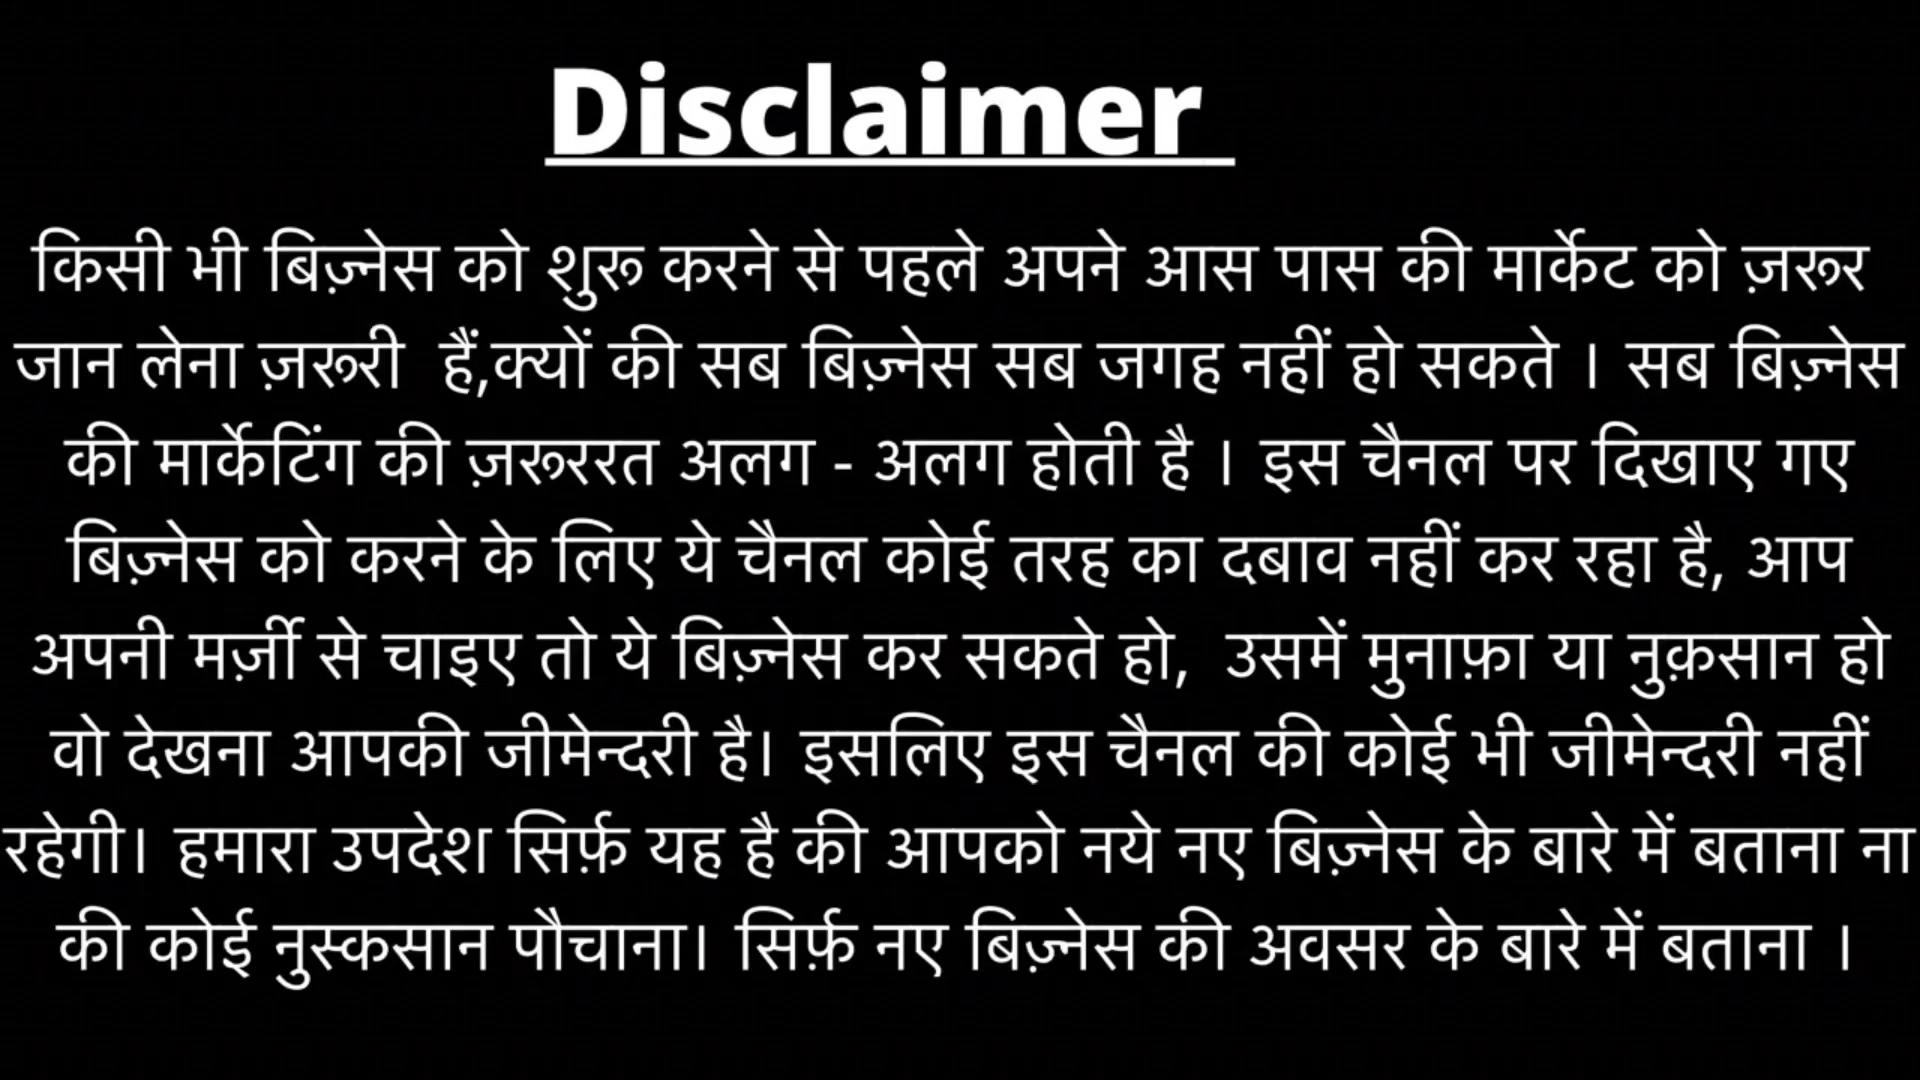 Disclaimer
किसी भी बिज़्नेस को शुरू करने से पहले अपने आस पास की मार्केट को ज़रूर
जान लेना ज़रूरी हैं,क्यों की सब बिज़्नेस सब जगह नहीं हो सकते । सब बिज़्नेस
की मार्केटिंग की ज़रूररत अलग - अलग होती है । इस चैनल पर दिखाए गए
बिज़्नेस को करने के लिए ये चैनल कोई तरह का दबाव नहीं कर रहा है, आप
अपनी मर्ज़ी से चाइए तो ये बिज़्नेस कर सकते हो, उसमें मुनाफ़ा या नुक़सान हो
वो देखना आपकी जीमेन्दरी है। इसलिए इस चैनल की कोई भी जीमेन्दरी नहीं
रहेगी। हमारा उपदेश सिर्फ़ यह है की आपको नये नए बिज़्नेस के बारे में बताना ना
की कोई नुस्कसान पौचाना। सिर्फ़ नए बिज़्नेस की अवसर के बारे में बताना ।